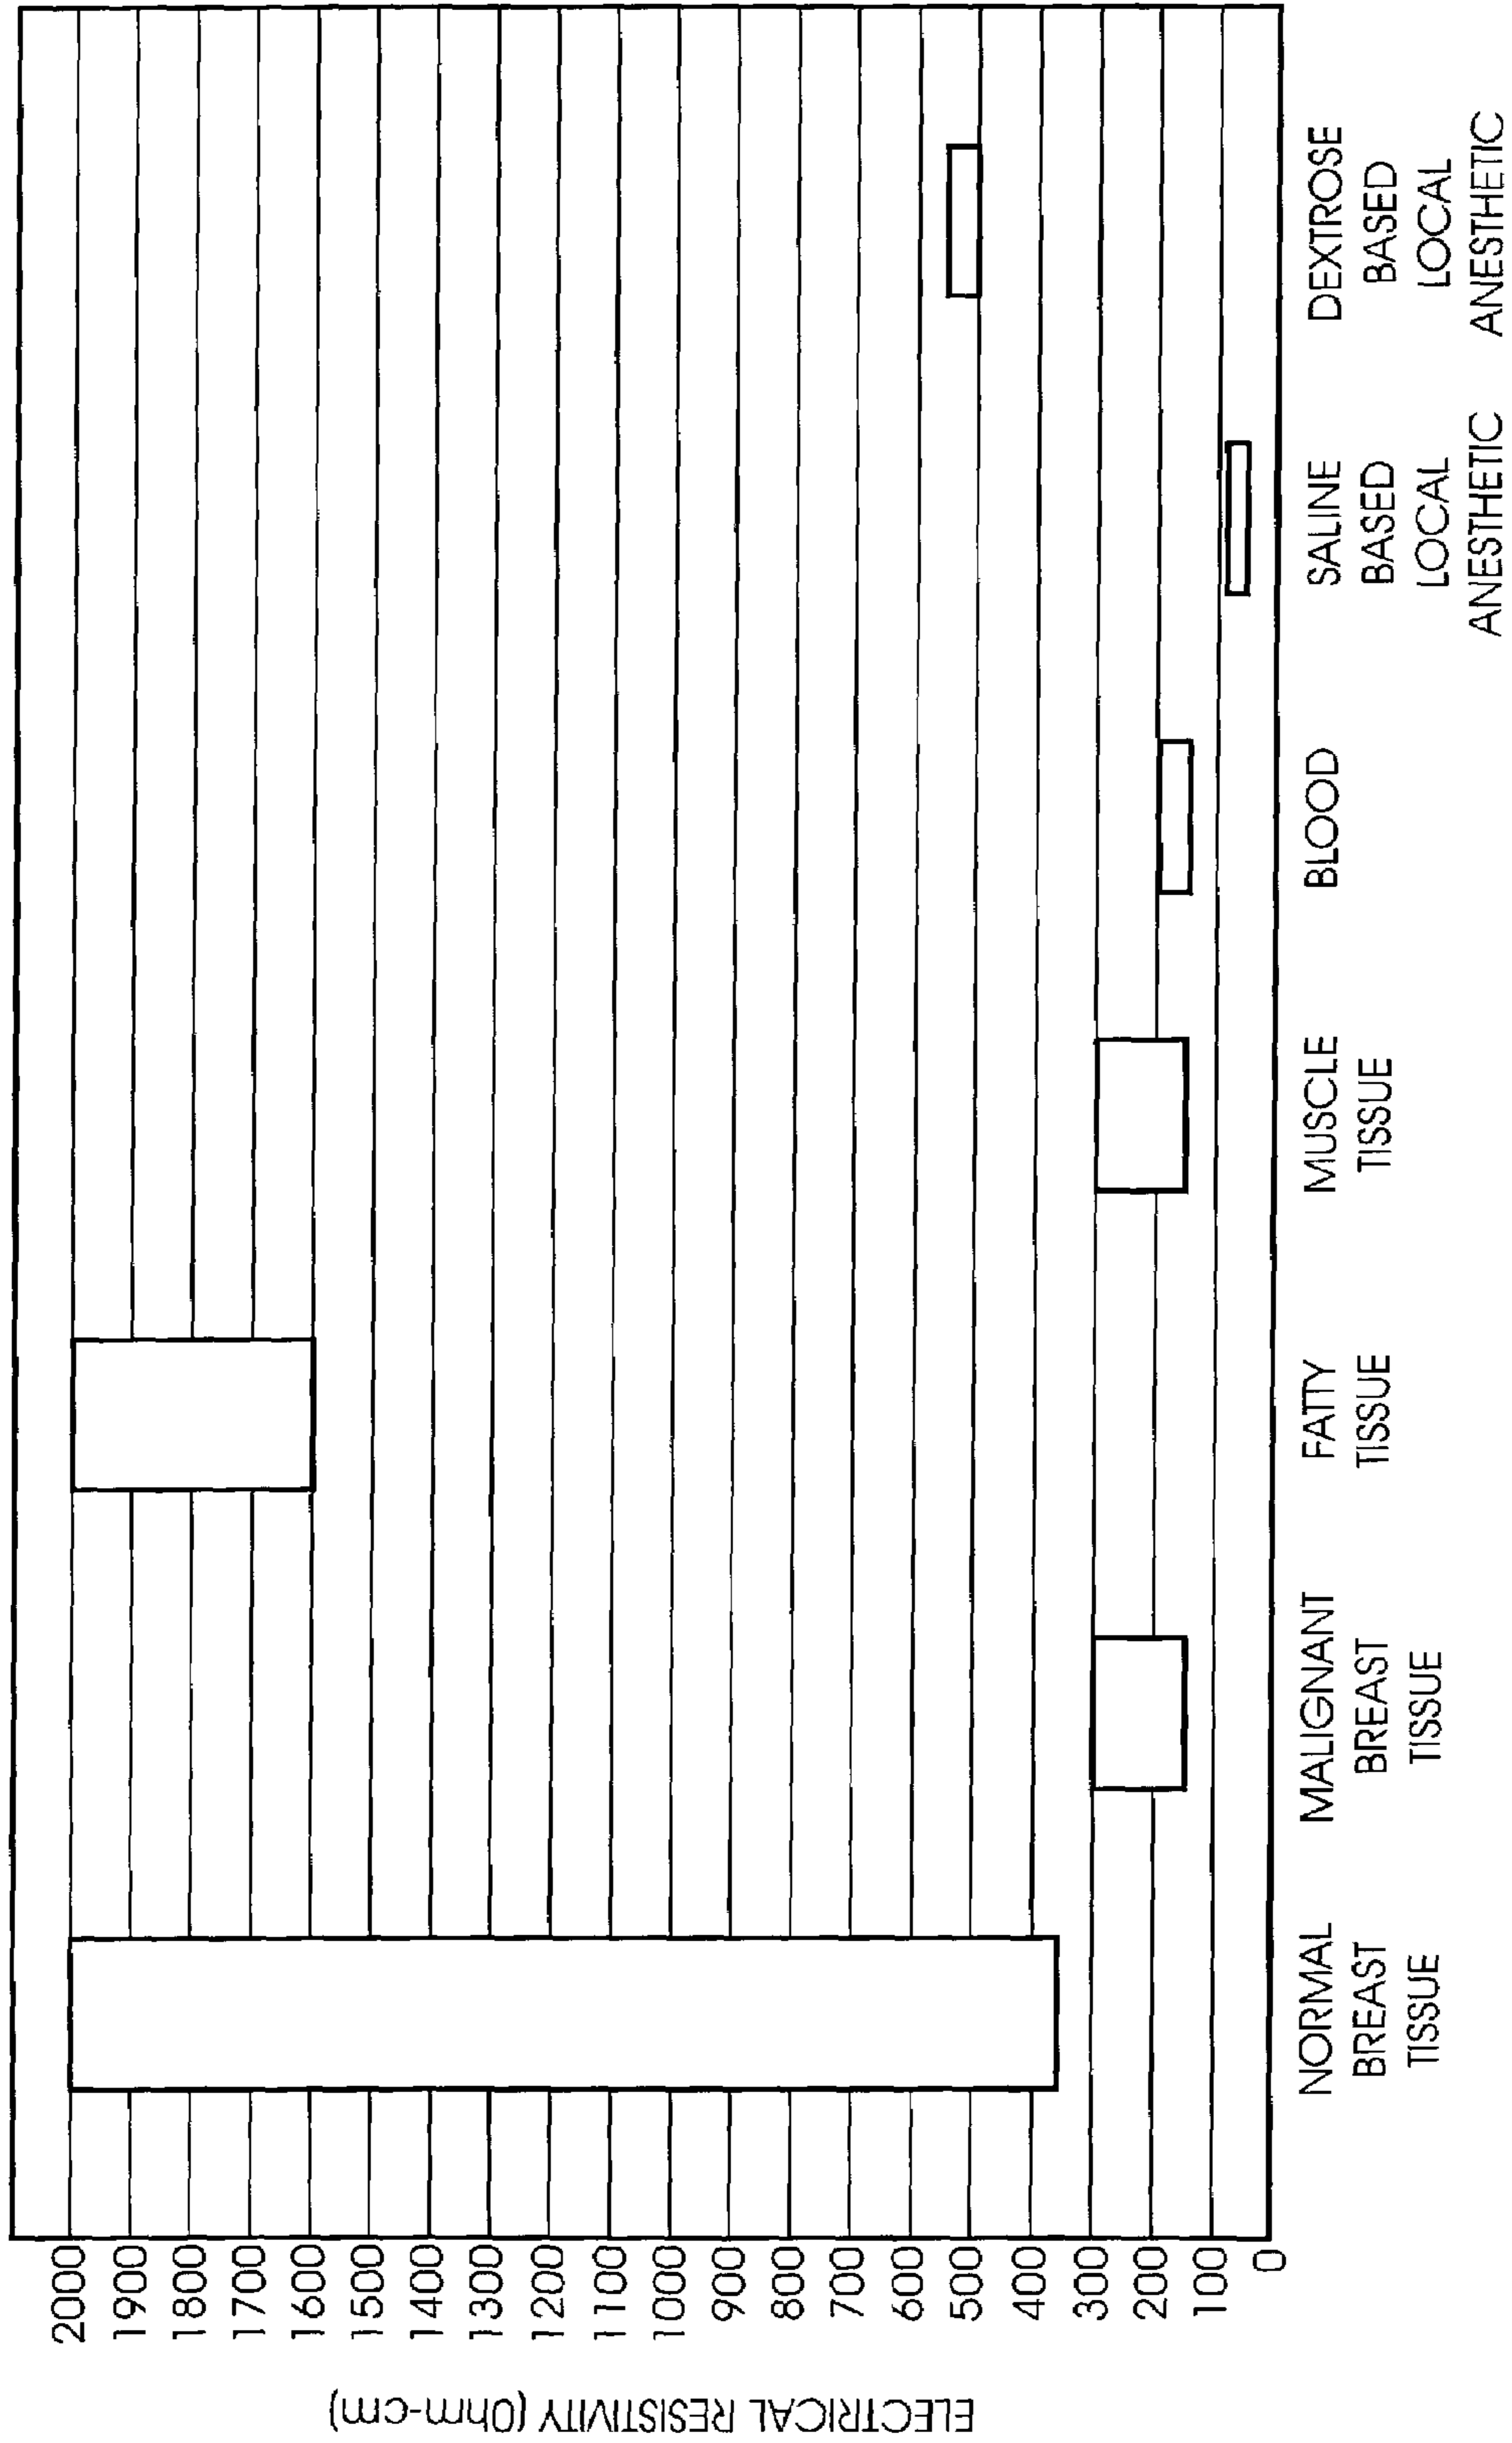 ELECTRICAL RESISTIVITY (Ohm-cm)
2000
1900
1800
1700
1600
1500
1400
1300
1200
1100
1000
900
800
700
600
500
400
300
200
100
0
NORMAL
BREAST
TISSUE
MALIGNANT
BREAST
TISSUE
FATTY
TISSUE
MUSCLE
TISSUE
BLOOD
SALINE
BASED
LOCAL
ANESTHETIC
DEXTROSE
BASED
LOCAL
ANESTHETIC